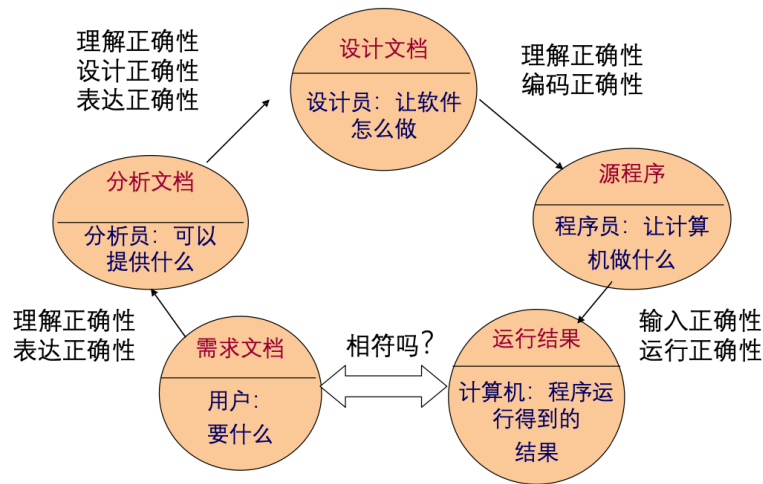 理解正确性
设计正确性
表达正确性
设计文档
设计员：让软件
怎么做
理解正确性
编码正确性
分析文档
分析员：可以
提供什么
源程序
程序员：让计算
机做什么
理解正确性
表达正确性
需求文档
用户：
要什么
相符吗？
运行结果
计算机：程序运
行得到的
结果
输入正确性
运行正确性